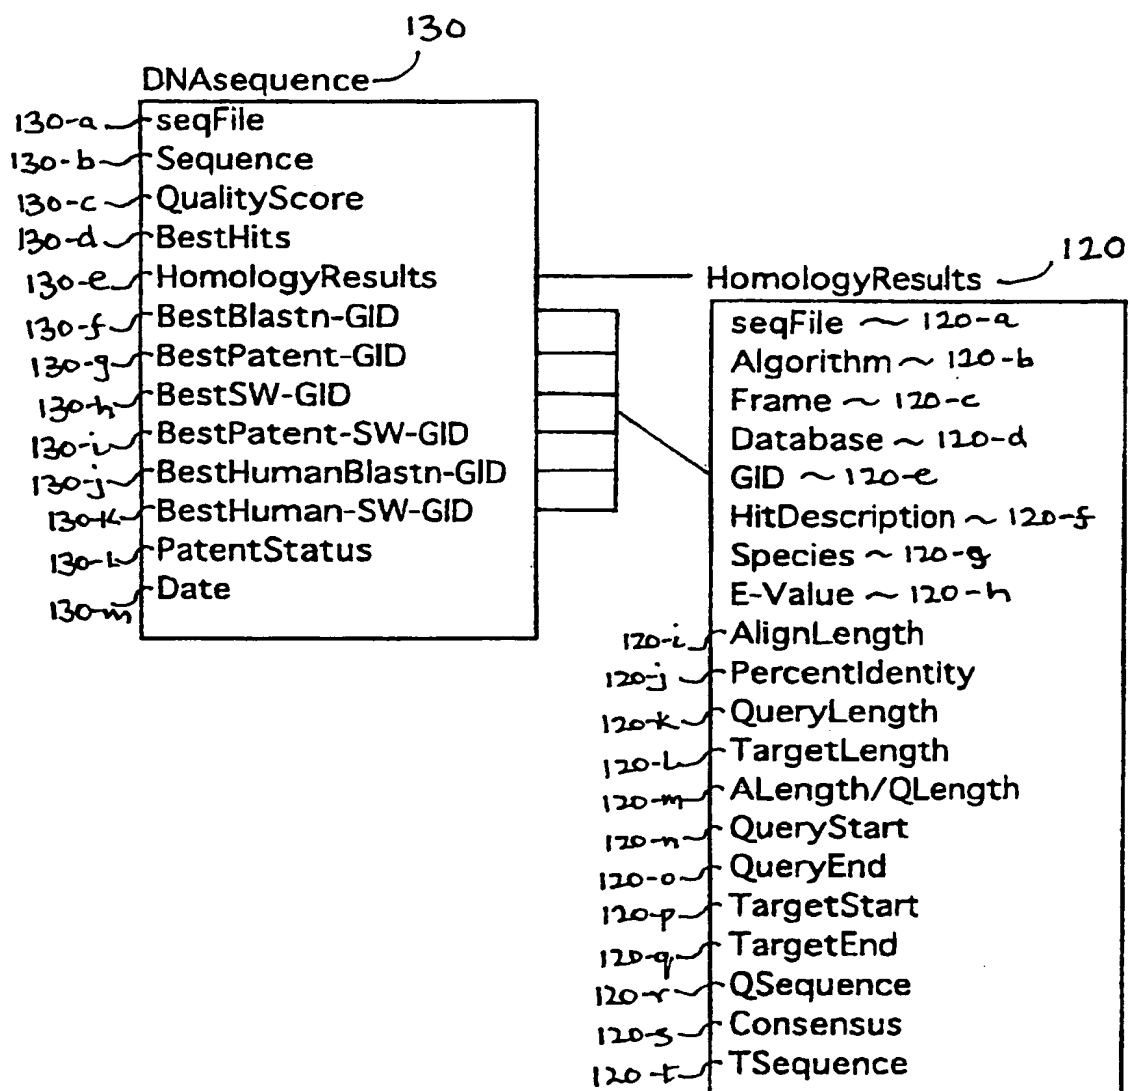 130
DNAsequence
130-a seqFile
130-b Sequence
130-c QualityScore
130-d BestHits
130-e HomologyResults
130-f BestBlastn-GID
130-g BestPatent-GID
130-h BestSW-GID
130-i BestPatent-SW-GID
130-j BestHumanBlastn-GID
130-k BestHuman-SW-GID
130-L PatentStatus
130-m Date
120
HomologyResults
seqFile ~ 120-a
Algorithm ~ 120-b
Frame ~ 120-c
Database ~ 120-d
GID ~ 120-e
HitDescription ~ 120-f
Species ~ 120-g
E-Value ~ 120-h
120-i AlignLength
120-j PercentIdentity
120-k QueryLength
120-L TargetLength
120-m ALength/QLength
120-n QueryStart
120-o QueryEnd
120-p TargetStart
120-q TargetEnd
120-r QSequence
120-s Consensus
120-t TSequence